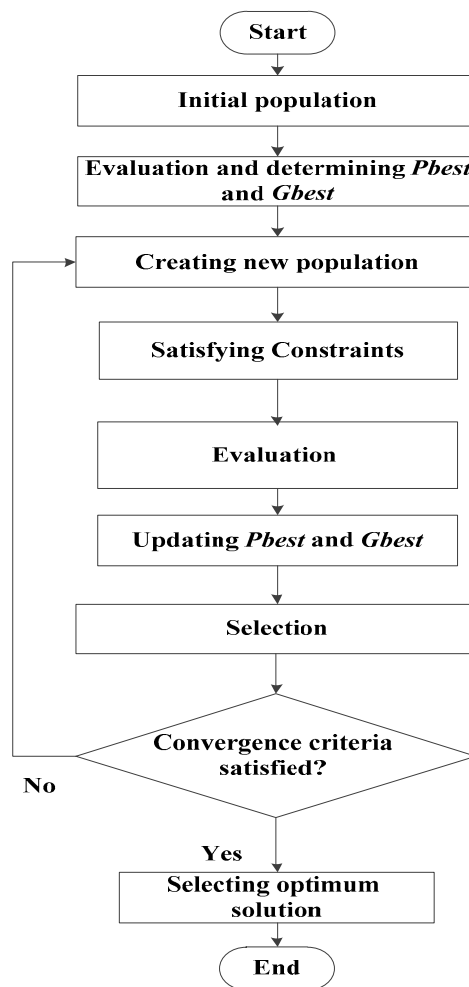 Start
Initial population
Evaluation and determining Pbest
and Gbest
Creating new population
Satisfying Constraints
Evaluation
Updating Pbest and Gbest
Selection
Convergence criteria
satisfied?
No
Yes
Selecting optimum
solution
End